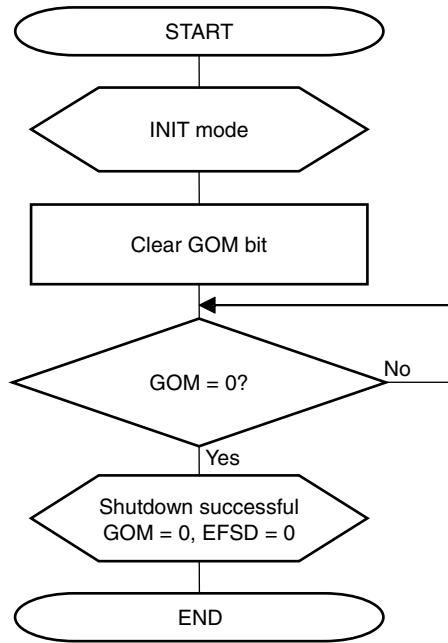 START
INIT mode
Clear GOM bit
GOM = 0?
No
Yes
Shutdown successful
GOM = 0, EFSD = 0
END